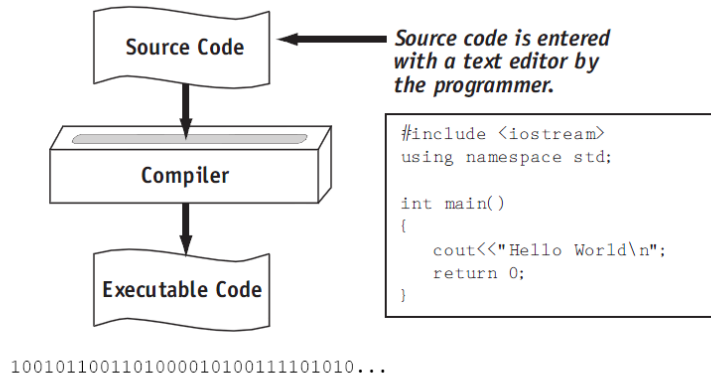 Source Code
Source code is entered
with a text editor by
the programmer.
Compiler
#include <iostream>
using namespace std;
int main()
{
cout<<"Hello World\n";
return 0;
}
Executable Code
1001011001101000010100111101010...